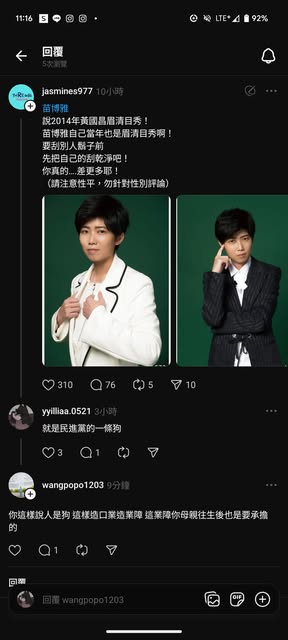 11:16
LTE+
92%
回覆
5次瀏覽
jasmines977 10小時
苗博雅
說2014年黃國昌眉清目秀！
苗博雅自己當年也是眉清目秀啊！
要刮別人鬍子前
先把自己的刮乾淨吧！
你真的....差更多耶！
（請注意性平，勿針對性別評論）
310 76 5 10
yyilliaa.0521 3小時
就是民進黨的一條狗
3 1
wangpopo1203 9分鐘
你這樣說人是狗 這樣造口業造業障 這業障你母親往生後也是要承擔
的
1
回覆
回覆 wangpopo1203
GIF